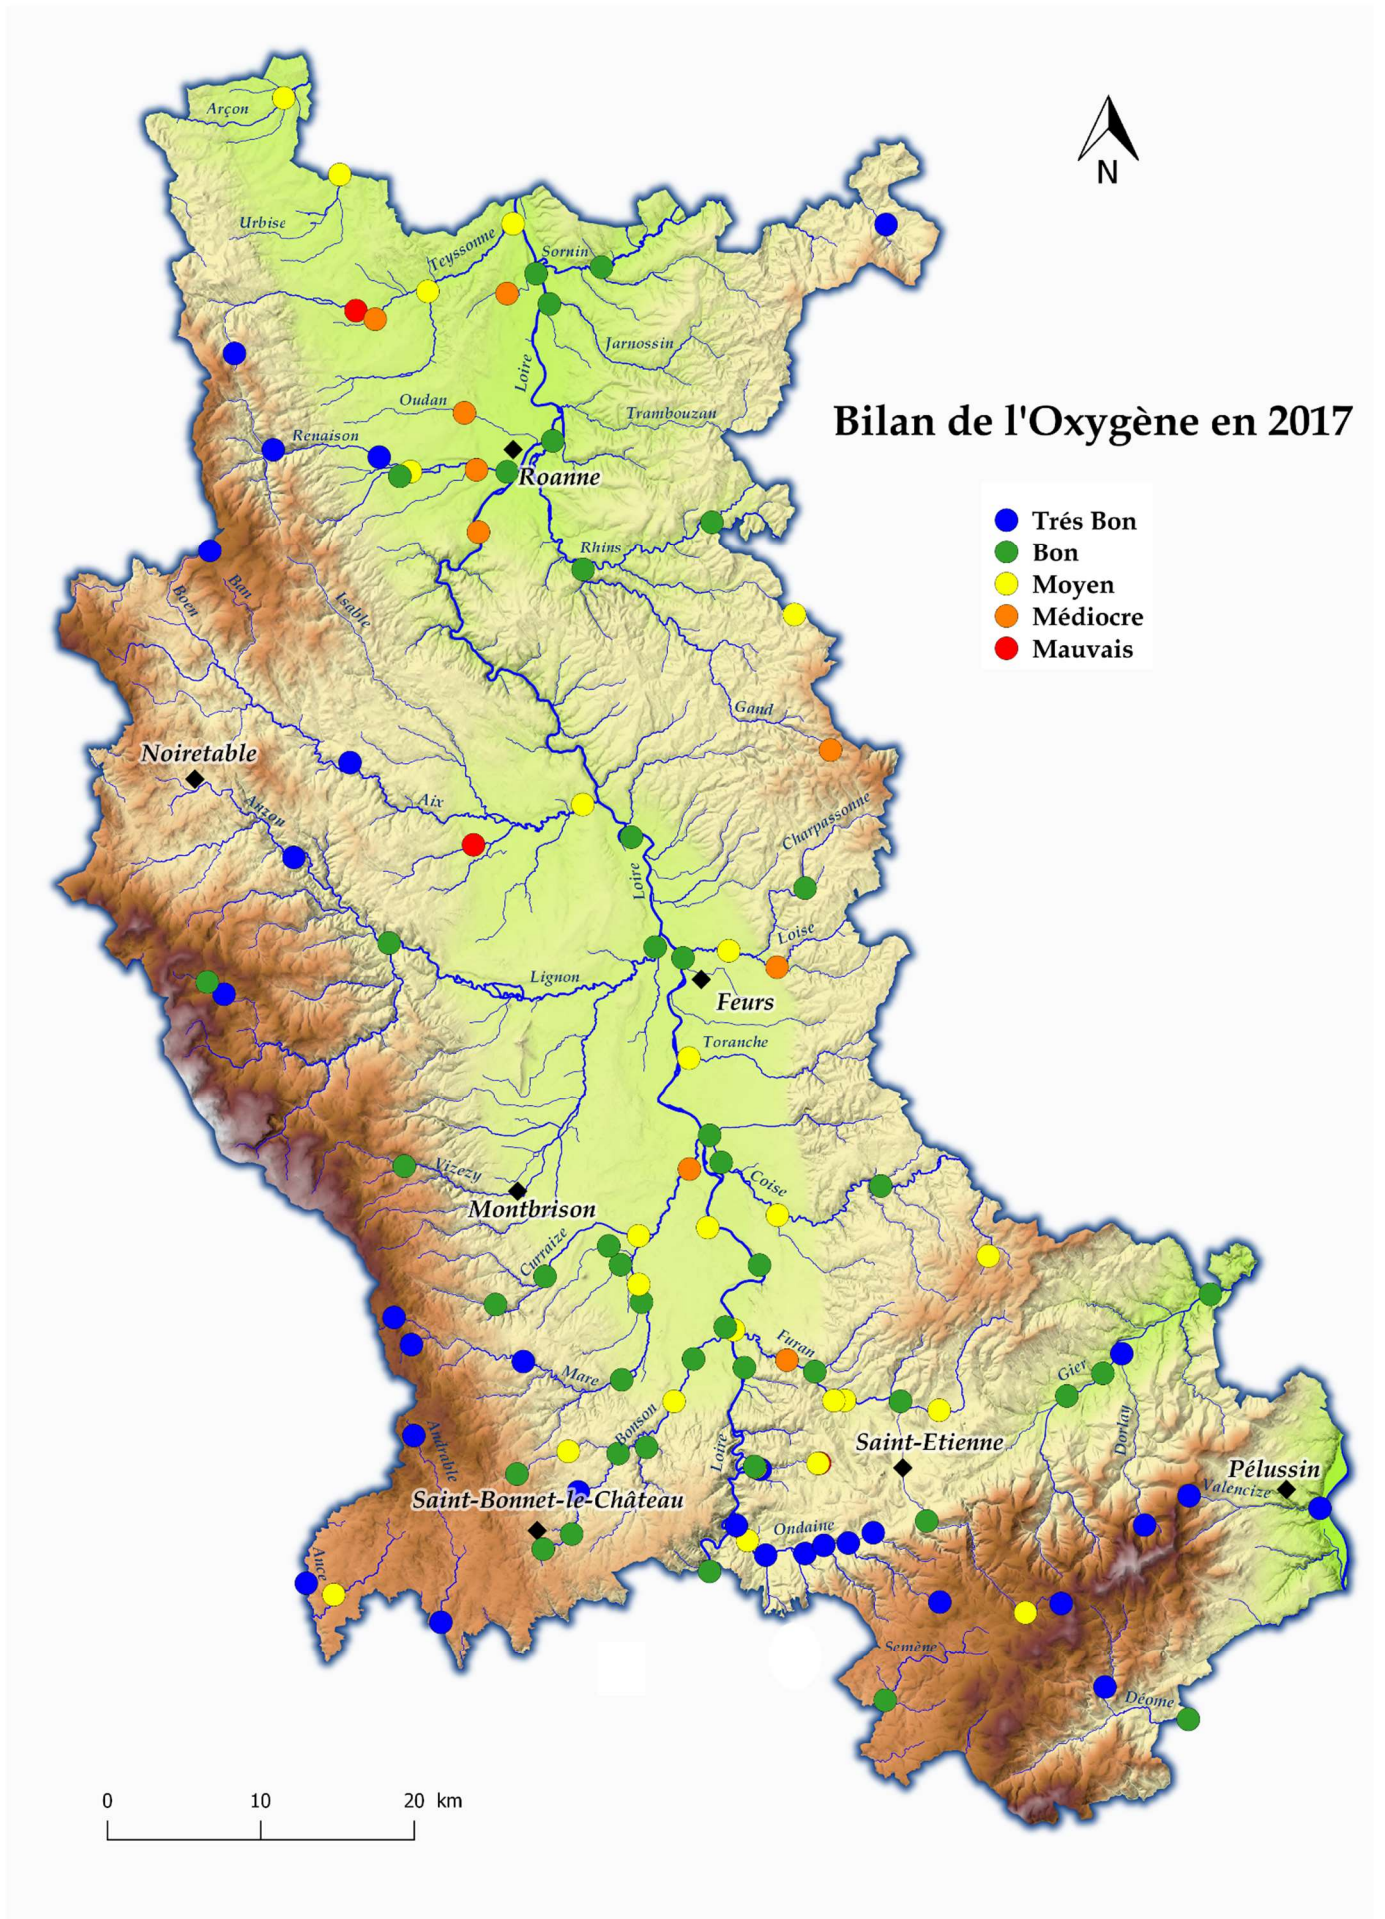 Arçon
N
Urbise
Teyssonne
Sornin
Jarnossin
Loire
Bilan de l'Oxygène en 2017
Oudan
Trambouzan
Renaison
Roanne
Trés Bon
Bon
Moyen
Médiocre
Mauvais
Rhins
Boen
Ban
Isable
Gand
Noiretable
Anzon
Aix
Charpassonne
Loire
Loise
Lignon
Feurs
Toranche
Vizezy
Coise
Montbrison
Curraize
Furan
Gier
Mare
Bonson
Dorlay
Andrable
Loire
Saint-Etienne
Pélussin
Valencize
Saint-Bonnet-le-Château
Ondaine
Ance
Semène
Déome
0 10 20 km